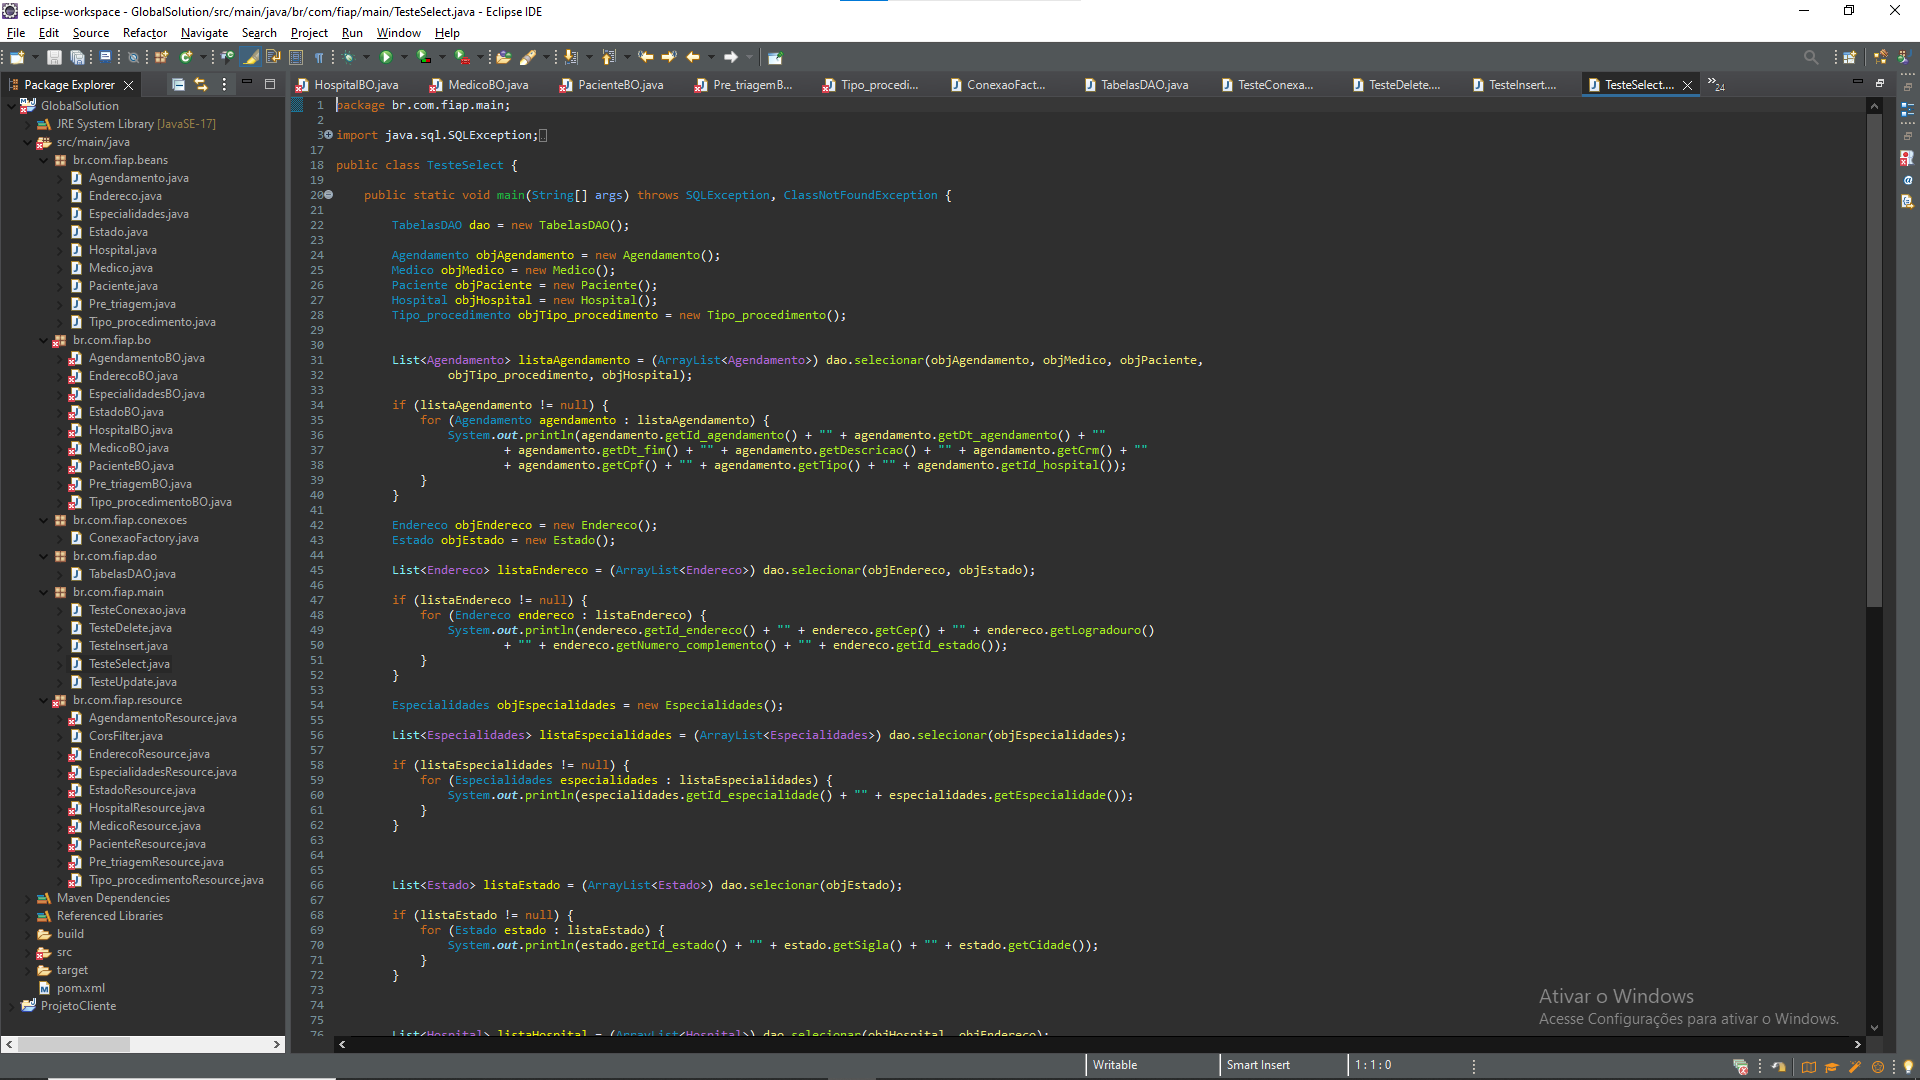 eclipse-workspace - GlobalSolution/src/main/java/br/com/fiap/main/TesteSelect.java - Eclipse IDE
File Edit Source Refactor Navigate Search Project Run Window Help
Package Explorer
HospitalBO.java MedicoBO.java PacienteBO.java Pre_triagemB... Tipo_procedi... ConexaoFact... TabelasDAO.java TesteConexa... TesteDelete.... TesteInsert.... TesteSelect.... »24
GlobalSolution
JRE System Library [JavaSE-17]
src/main/java
br.com.fiap.beans
Agendamento.java
Endereco.java
Especialidades.java
Estado.java
Hospital.java
Medico.java
Paciente.java
Pre_triagem.java
Tipo_procedimento.java
br.com.fiap.bo
AgendamentoBO.java
EnderecoBO.java
EspecialidadesBO.java
EstadoBO.java
HospitalBO.java
MedicoBO.java
PacienteBO.java
Pre_triagemBO.java
Tipo_procedimentoBO.java
br.com.fiap.conexoes
ConexaoFactory.java
br.com.fiap.dao
TabelasDAO.java
br.com.fiap.main
TesteConexao.java
TesteDelete.java
TesteInsert.java
TesteSelect.java
TesteUpdate.java
br.com.fiap.resource
AgendamentoResource.java
CorsFilter.java
EnderecoResource.java
EspecialidadesResource.java
EstadoResource.java
HospitalResource.java
MedicoResource.java
PacienteResource.java
Pre_triagemResource.java
Tipo_procedimentoResource.java
Maven Dependencies
Referenced Libraries
build
src
target
pom.xml
ProjetoCliente
1 package br.com.fiap.main;
2
3 import java.sql.SQLException;
17
18 public class TesteSelect {
19
20 public static void main(String[] args) throws SQLException, ClassNotFoundException {
21
22 TabelasDAO dao = new TabelasDAO();
23
24 Agendamento objAgendamento = new Agendamento();
25 Medico objMedico = new Medico();
26 Paciente objPaciente = new Paciente();
27 Hospital objHospital = new Hospital();
28 Tipo_procedimento objTipo_procedimento = new Tipo_procedimento();
29
30
31 List<Agendamento> listaAgendamento = (ArrayList<Agendamento>) dao.selecionar(objAgendamento, objMedico, objPaciente,
32 objTipo_procedimento, objHospital);
33
34 if (listaAgendamento != null) {
35 for (Agendamento agendamento : listaAgendamento) {
36 System.out.println(agendamento.getId_agendamento() + "" + agendamento.getDt_agendamento() + ""
37 + agendamento.getDt_fim() + "" + agendamento.getDescricao() + "" + agendamento.getCrm() + ""
38 + agendamento.getCpf() + "" + agendamento.getTipo() + "" + agendamento.getId_hospital());
39 }
40 }
41
42 Endereco objEndereco = new Endereco();
43 Estado objEstado = new Estado();
44
45 List<Endereco> listaEndereco = (ArrayList<Endereco>) dao.selecionar(objEndereco, objEstado);
46
47 if (listaEndereco != null) {
48 for (Endereco endereco : listaEndereco) {
49 System.out.println(endereco.getId_endereco() + "" + endereco.getCep() + "" + endereco.getLogradouro()
50 + "" + endereco.getNumero_complemento() + "" + endereco.getId_estado());
51 }
52 }
53
54 Especialidades objEspecialidades = new Especialidades();
55
56 List<Especialidades> listaEspecialidades = (ArrayList<Especialidades>) dao.selecionar(objEspecialidades);
57
58 if (listaEspecialidades != null) {
59 for (Especialidades especialidades : listaEspecialidades) {
60 System.out.println(especialidades.getId_especialidade() + "" + especialidades.getEspecialidade());
61 }
62 }
63
64
65
66 List<Estado> listaEstado = (ArrayList<Estado>) dao.selecionar(objEstado);
67
68 if (listaEstado != null) {
69 for (Estado estado : listaEstado) {
70 System.out.println(estado.getId_estado() + "" + estado.getSigla() + "" + estado.getCidade());
71 }
72 }
73
74
75
76 List<Hospital> listaHospital = (ArrayList<Hospital>) dao.selecionar(objHospital, objEndereco);
Ativar o Windows
Acesse Configurações para ativar o Windows.
Writable Smart Insert 1 : 1 : 0